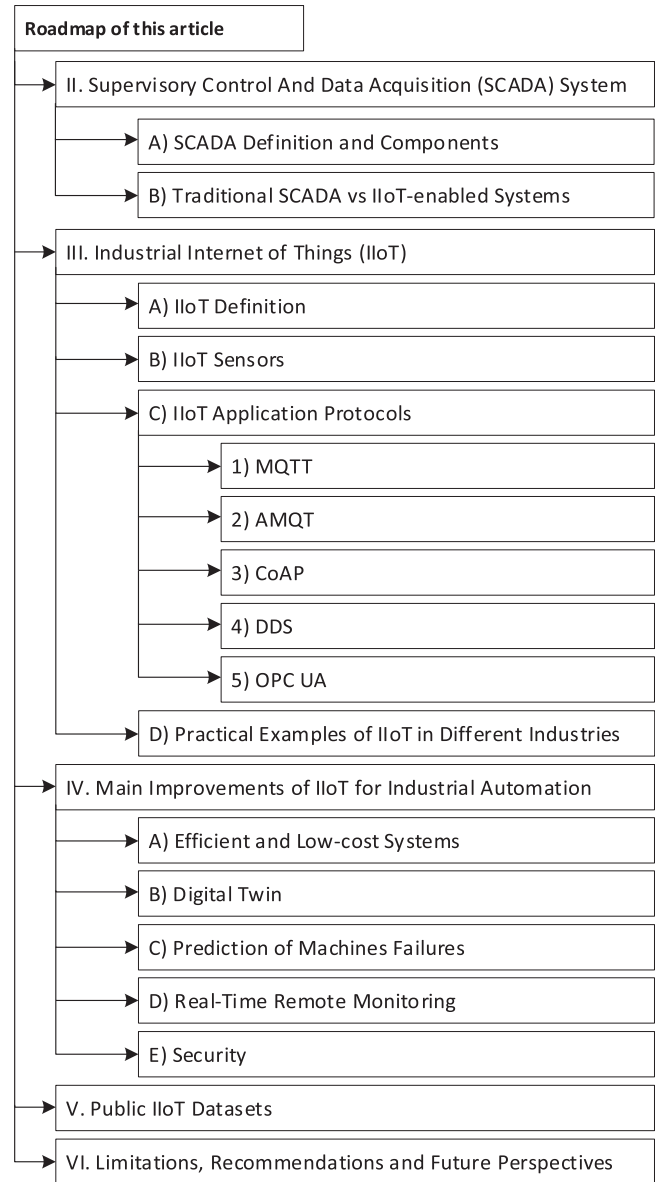 Roadmap of this article
II. Supervisory Control And Data Acquisition (SCADA) System
A) SCADA Definition and Components
B) Traditional SCADA vs IIoT-enabled Systems
III. Industrial Internet of Things (IIoT)
A) IIoT Definition
B) IIoT Sensors
C) IIoT Application Protocols
1) MQTT
2) AMQT
3) CoAP
4) DDS
5) OPC UA
D) Practical Examples of IIoT in Different Industries
IV. Main Improvements of IIoT for Industrial Automation
A) Efficient and Low-cost Systems
B) Digital Twin
C) Prediction of Machines Failures
D) Real-Time Remote Monitoring
E) Security
V. Public IIoT Datasets
VI. Limitations, Recommendations and Future Perspectives